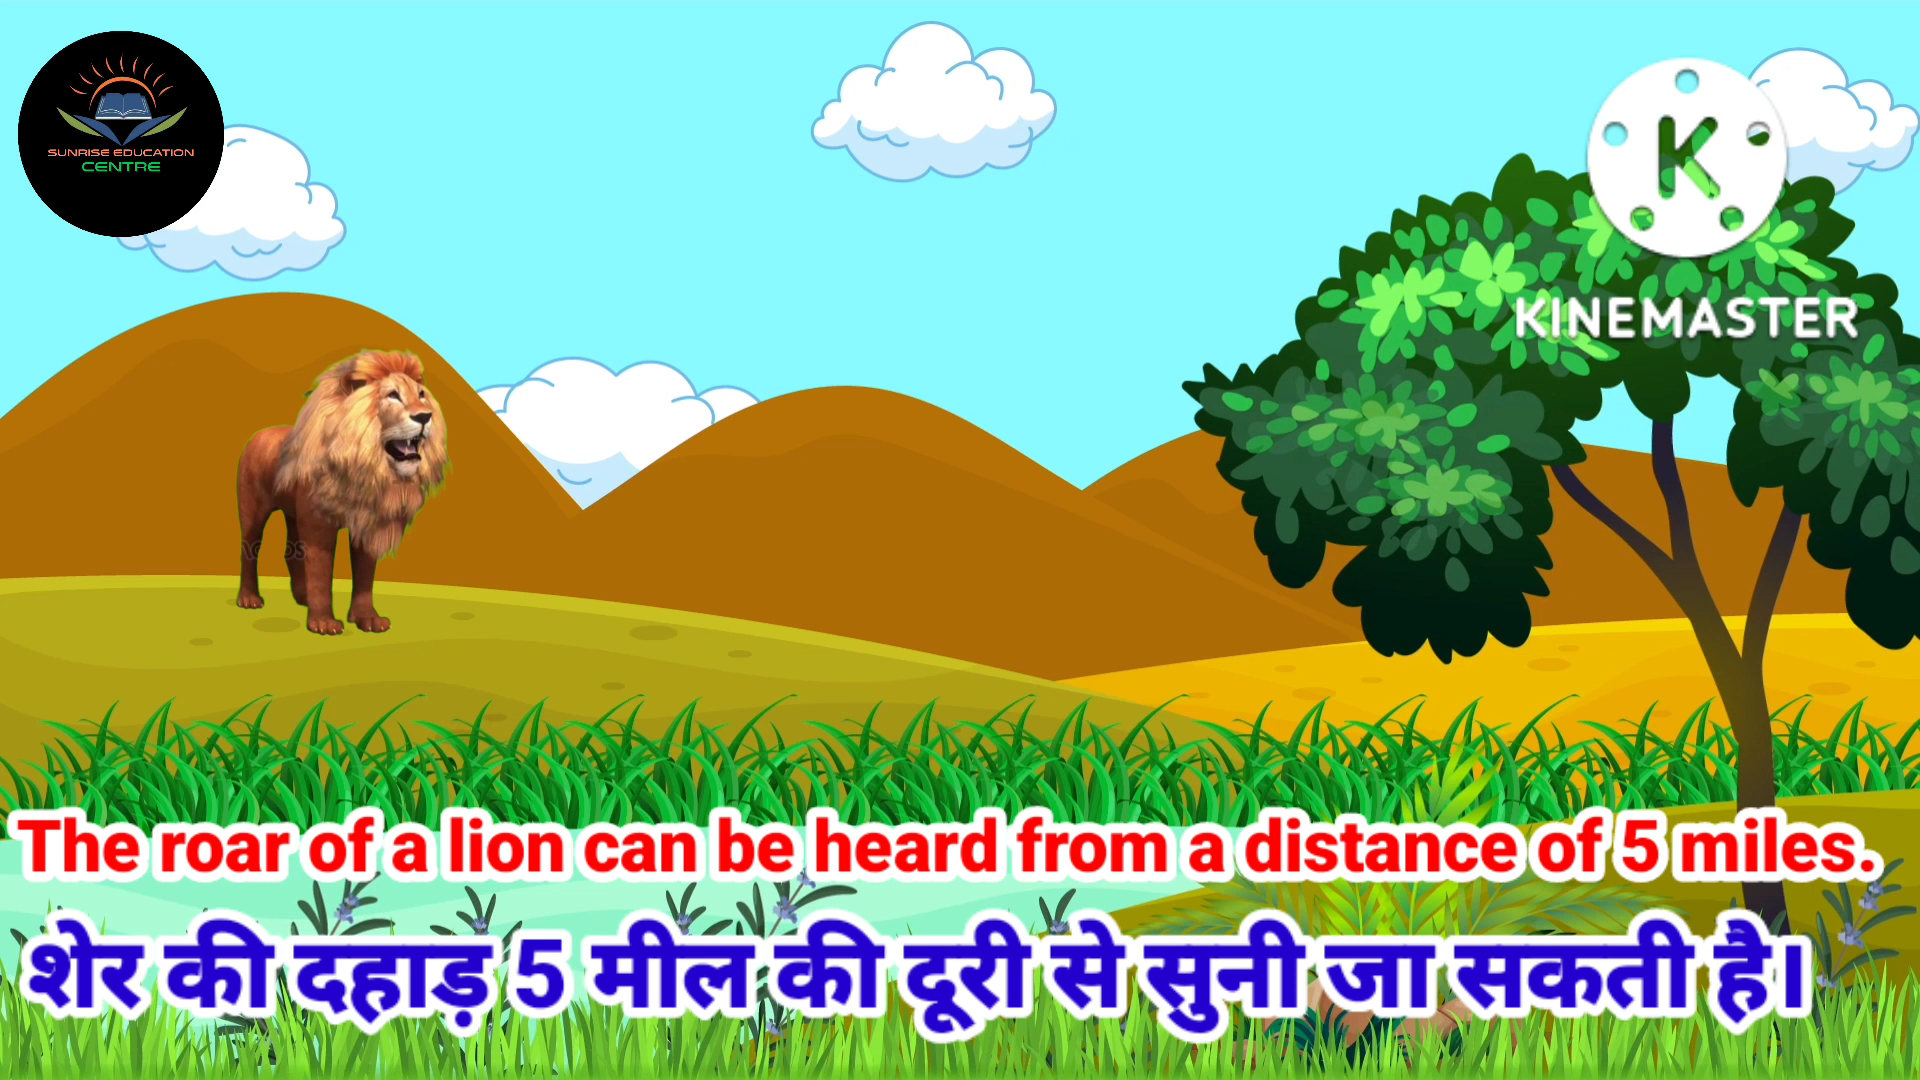 SUNRISE EDUCATION
CENTRE
K
KINEMASTER
The roar of a lion can be heard from a distance of 5 miles.
शेर की दहाड़ 5 मील की दूरी से सुनी जा सकती है।